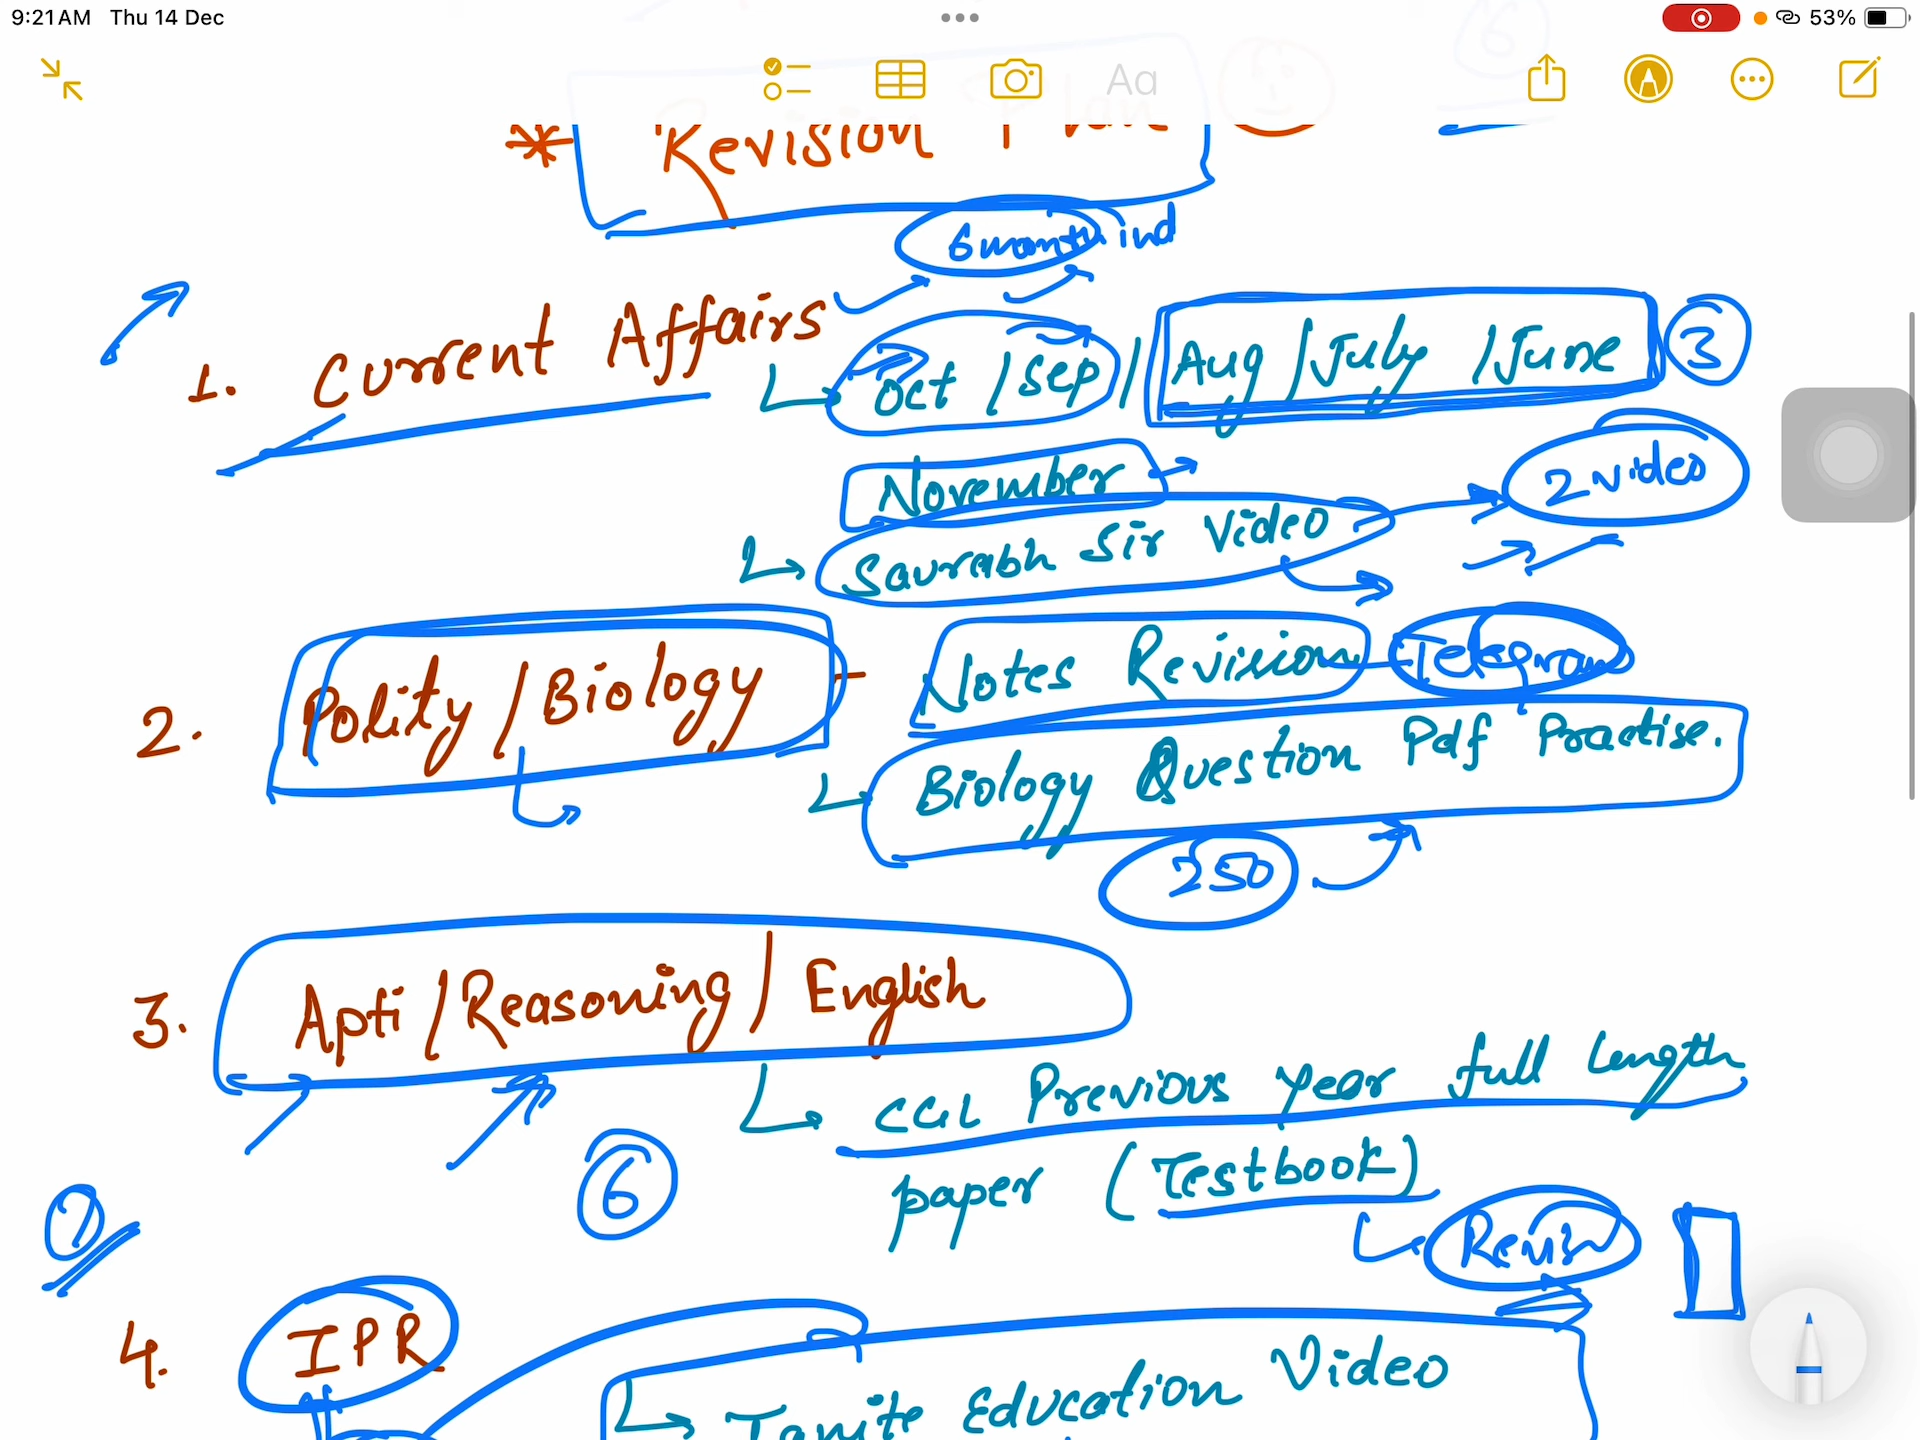 9:21 AM Thu 14 Dec
53%
Aa
* Revision Plan
6 month ind
1. Current Affairs
Oct / Sep / Aug / July / June 3
November
Saurabh Sir Video 2 video
2. Polity / Biology - Notes Revision Telegram
Biology Question Pdf Practise.
250
3. Apti / Reasoning / English
CGL Previous Year full length
6 paper (Testbook)
4. IPR
Education Video